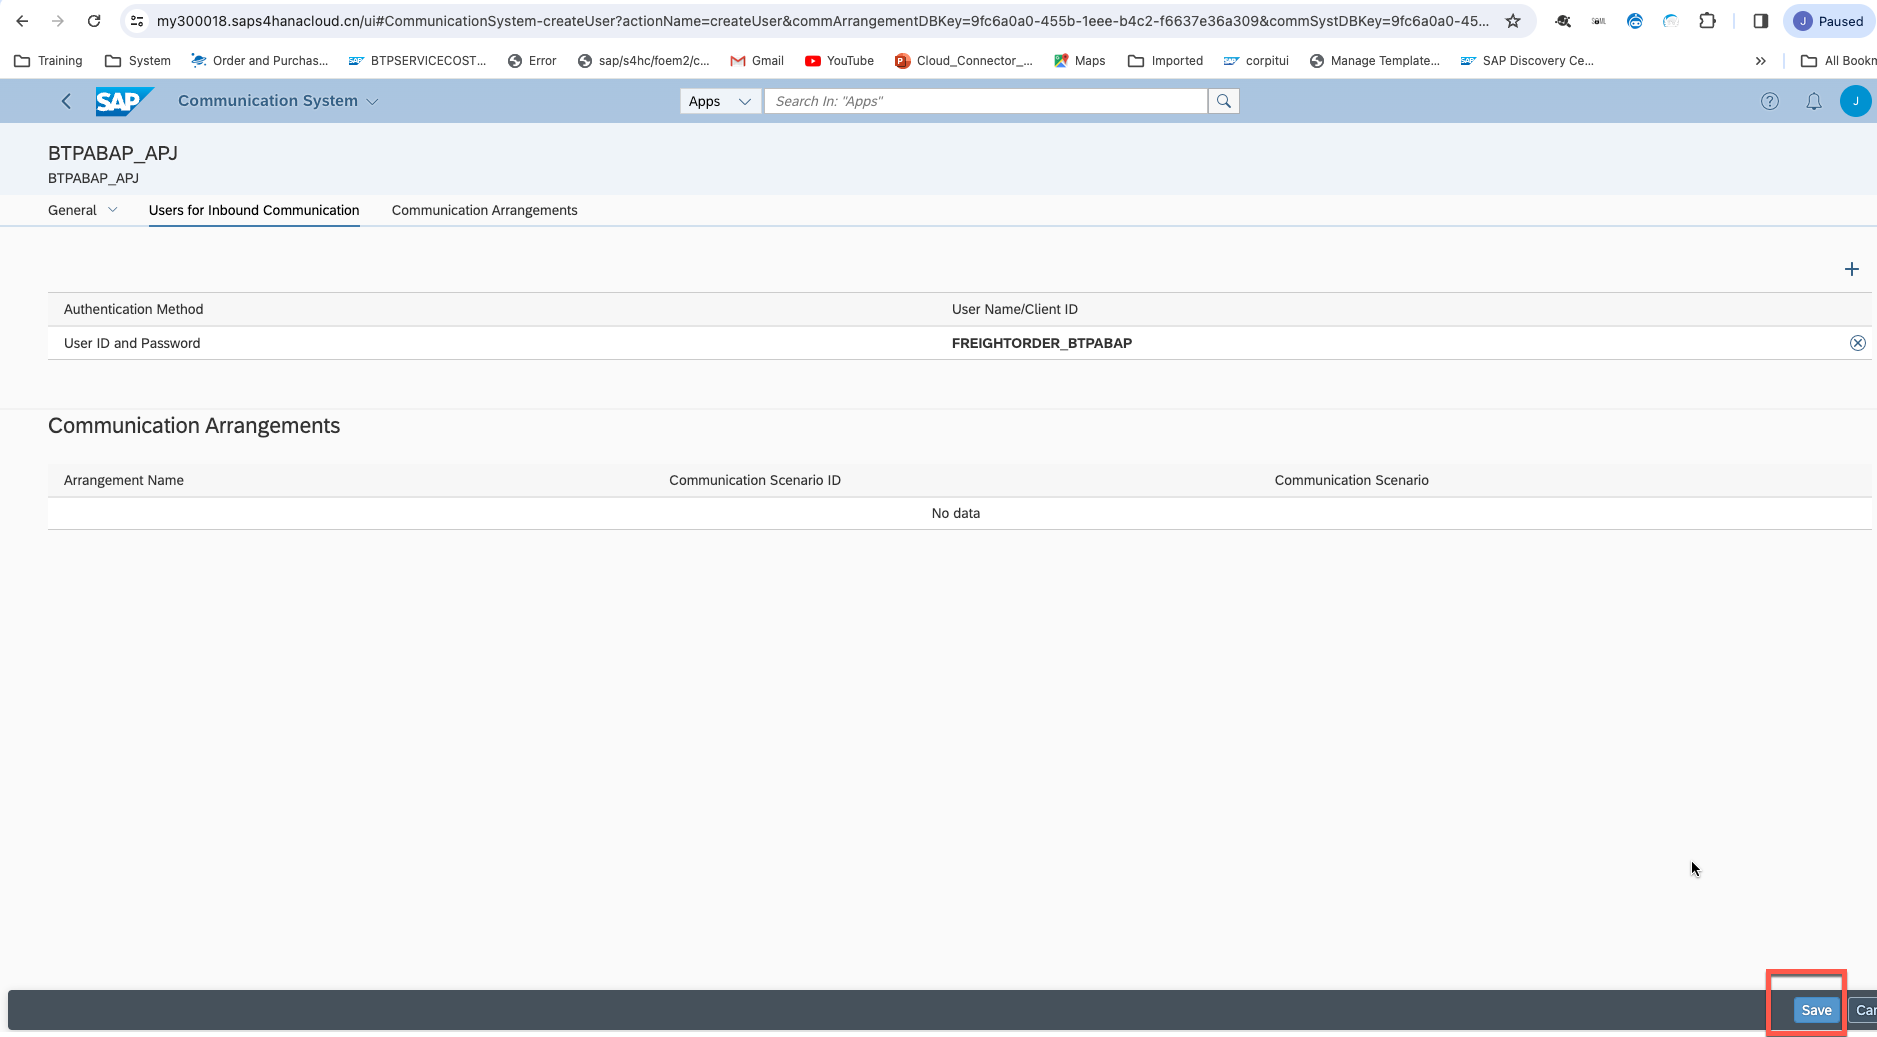 my300018.saps4hanacloud.cn/ui#CommunicationSystem-createUser?actionName=createUser&commArrangementDBKey=9fc6a0a0-455b-1eee-b4c2-f6637e36a309&commSystDBKey=9fc6a0a0-45...
J Paused
Training System Order and Purchas... BTPSERVICECOST... Error sap/s4hc/foem2/c... Gmail YouTube Cloud_Connector_... Maps Imported corpitui Manage Template... SAP Discovery Ce... » All Bookm
SAP Communication System Apps Search In: "Apps" J
BTPABAP_APJ
BTPABAP_APJ
General Users for Inbound Communication Communication Arrangements
Authentication Method User Name/Client ID
User ID and Password FREIGHTORDER_BTPABAP
Communication Arrangements
Arrangement Name Communication Scenario ID Communication Scenario
No data
Save Can